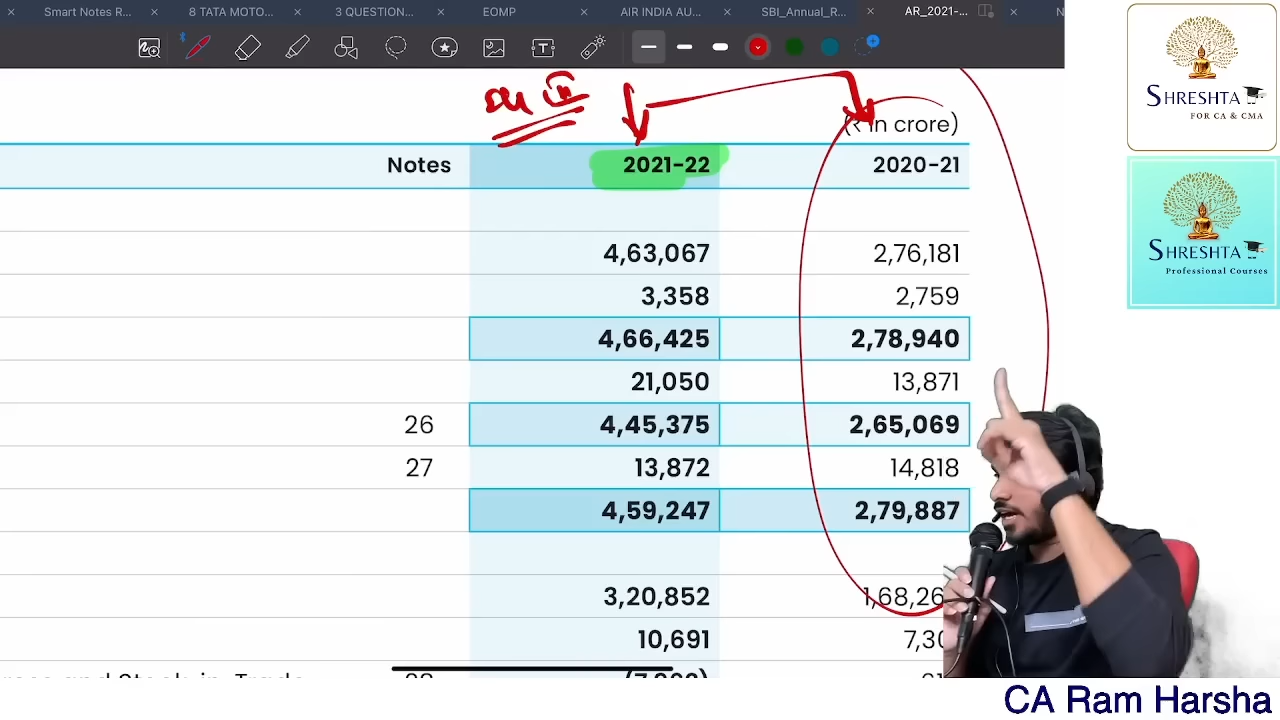 Smart Notes R... 8 TATA MOTO... 3 QUESTION... EOMP AIR INDIA AU... SBI_Annual_R... AR_2021-...
SHRESHTA
FOR CA & CMA
(₹ in crore)
Notes 2021-22 2020-21
4,63,067 2,76,181
3,358 2,759
4,66,425 2,78,940
21,050 13,871
26 4,45,375 2,65,069
27 13,872 14,818
4,59,247 2,79,887
3,20,852
10,691
SHRESHTA
Professional Courses
CA Ram Harsha